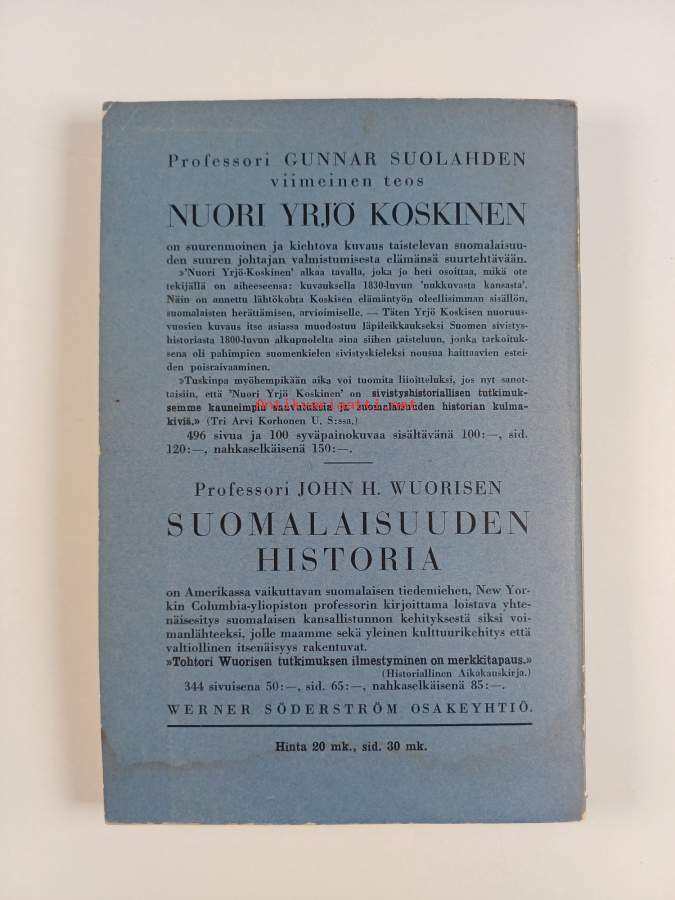 Professori GUNNAR SUOLAHDEN
viimeinen teos
NUORI YRJÖ KOSKINEN
on suurenmoinen ja kiehtova kuvaus taistelevan suomalaisuu-
den suuren johtajan valmistumisesta elämänsä suurtehtävään.
»'Nuori Yrjö-Koskinen' alkaa tavalla, joka jo heti osoittaa, mikä ote
tekijällä on aiheeseensa: kuvauksella 1830-luvun 'nukkuvasta kansasta'.
Näin on annettu lähtökohta Koskisen elämäntyön oleellisimman sisällön,
suomalaisten herättämisen, arvioimiselle. — Täten Yrjö Koskisen nuoruus-
vuosien kuvaus itse asiassa muodostuu läpileikkaukseksi Suomen sivistys-
historiasta 1800-luvun alkupuolelta aina siihen taisteluun, jonka tarkoituk-
sena oli pahimpien suomenkielen sivistyskieleksi nousua haittaavien estei-
den poisraivaaminen.
»Tuskinpa myöhempikään aika voi tuomita liioitteluksi, jos nyt sanot-
taisiin, että 'Nuori Yrjö Koskinen' on sivistyshistoriallisen tutkimuk-
semme kauneimpia saavutuksia ja suomalaisuuden historian kulma-
kiviä.» (Tri Arvi Korhonen U. S:ssa.)
496 sivua ja 100 syväpainokuvaa sisältävänä 100:—, sid.
120:—, nahkaselkäisenä 150:—.
Professori JOHN H. WUORISEN
SUOMALAISUUDEN
HISTORIA
on Amerikassa vaikuttavan suomalaisen tiedemiehen, New Yor-
kin Columbia-yliopiston professorin kirjoittama loistava yhte-
näisesitys suomalaisen kansallistunnon kehityksestä siksi voi-
manlähteeksi, jolle maamme sekä yleinen kulttuurikehitys että
valtiollinen itsenäisyys rakentuvat.
»Tohtori Wuorisen tutkimuksen ilmestyminen on merkkitapaus.»
(Historiallinen Aikakauskirja.)
344 sivuisena 50:—, sid. 65:—, nahkaselkäisenä 85:—.
WERNER SÖDERSTRÖM OSAKEYHTIÖ.
Hinta 20 mk., sid. 30 mk.